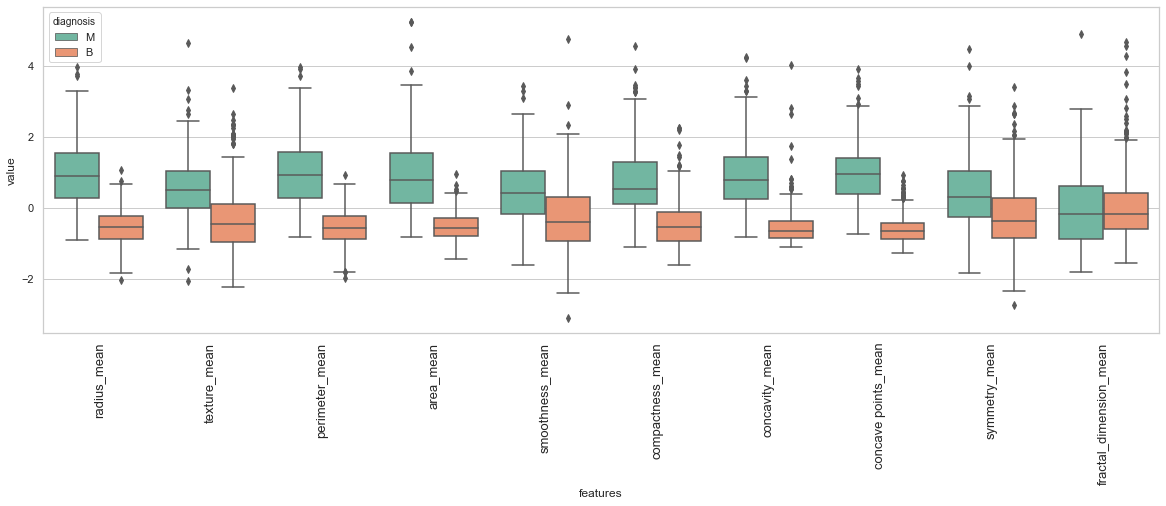 diagnosis
M
B
value
4
2
0
−2
radius_mean
texture_mean
perimeter_mean
area_mean
smoothness_mean
compactness_mean
concavity_mean
concave points_mean
symmetry_mean
fractal_dimension_mean
features